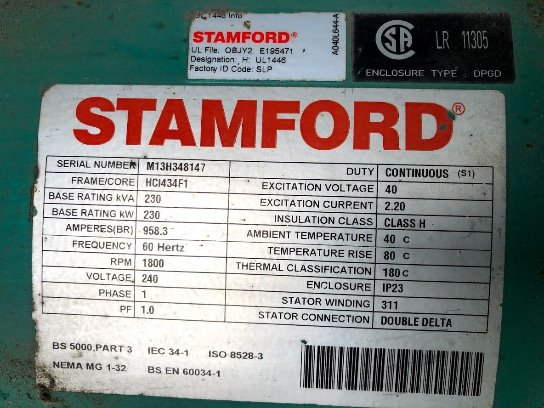 UL 1446 Info
STAMFORD®
UL File: OBJY2 E195471
Designation: H: UL1446
Factory ID Code: SLP
A040L644-A
SA LR 11305
ENCLOSURE TYPE DPGD
STAMFORD®
SERIAL NUMBER M13H348147
FRAME/CORE HCI434F1
BASE RATING kVA 230
BASE RATING kW 230
AMPERES(BR) 958.3
FREQUENCY 60 Hertz
RPM 1800
VOLTAGE 240
PHASE 1
PF 1.0
DUTY CONTINUOUS (S1)
EXCITATION VOLTAGE 40
EXCITATION CURRENT 2.20
INSULATION CLASS CLASS H
AMBIENT TEMPERATURE 40 C
TEMPERATURE RISE 80 C
THERMAL CLASSIFICATION 180 C
ENCLOSURE IP23
STATOR WINDING 311
STATOR CONNECTION DOUBLE DELTA
BS 5000,PART 3 IEC 34-1 ISO 8528-3
NEMA MG 1-32 BS EN 60034-1